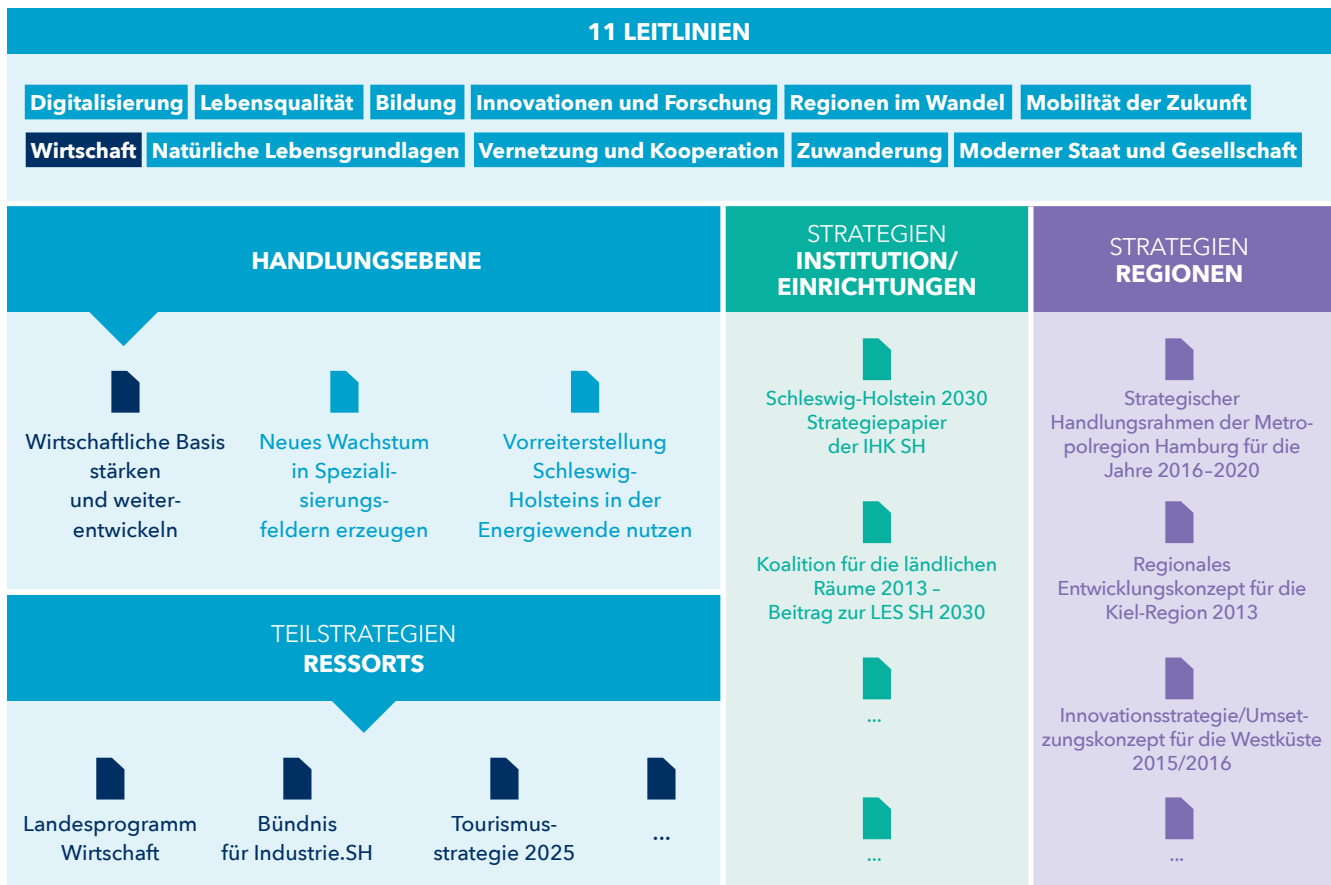 11 LEITLINIEN
Digitalisierung Lebensqualität Bildung Innovationen und Forschung Regionen im Wandel Mobilität der Zukunft
Wirtschaft Natürliche Lebensgrundlagen Vernetzung und Kooperation Zuwanderung Moderner Staat und Gesellschaft
HANDLUNGSEBENE
Wirtschaftliche Basis
stärken
und weiter-
entwickeln
Neues Wachstum
in Speziali-
sierungs-
feldern erzeugen
Vorreiterstellung
Schleswig-
Holsteins in der
Energiewende nutzen
TEILSTRATEGIEN
RESSORTS
Landesprogramm
Wirtschaft
Bündnis
für Industrie.SH
Tourismus-
strategie 2025
...
STRATEGIEN
INSTITUTION/
EINRICHTUNGEN
Schleswig-Holstein 2030
Strategiepapier
der IHK SH
Koalition für die ländlichen
Räume 2013 –
Beitrag zur LES SH 2030
...
...
STRATEGIEN
REGIONEN
Strategischer
Handlungsrahmen der Metro-
polregion Hamburg für die
Jahre 2016–2020
Regionales
Entwicklungskonzept für die
Kiel-Region 2013
Innovationsstrategie/Umset-
zungskonzept für die Westküste
2015/2016
...